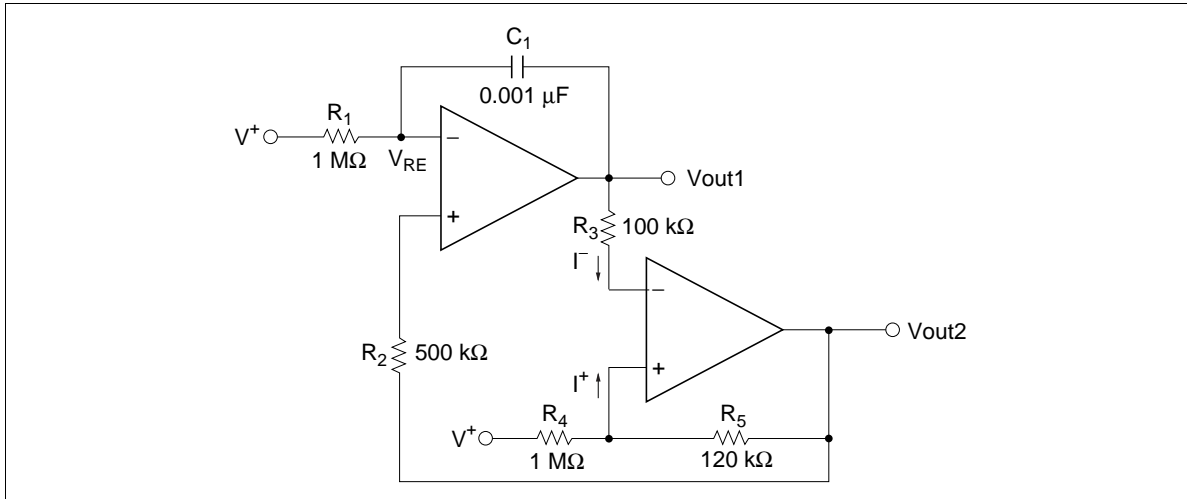 C1
0.001 μF
R1
V+
1 MΩ
−
VRE
Vout1
+
R3
100 kΩ
I−
−
Vout2
R2
500 kΩ
I+
+
R4
R5
V+
1 MΩ
120 kΩ